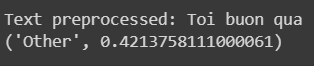 Text preprocessed: Toi buon qua
('Other', 0.4213758111000061)